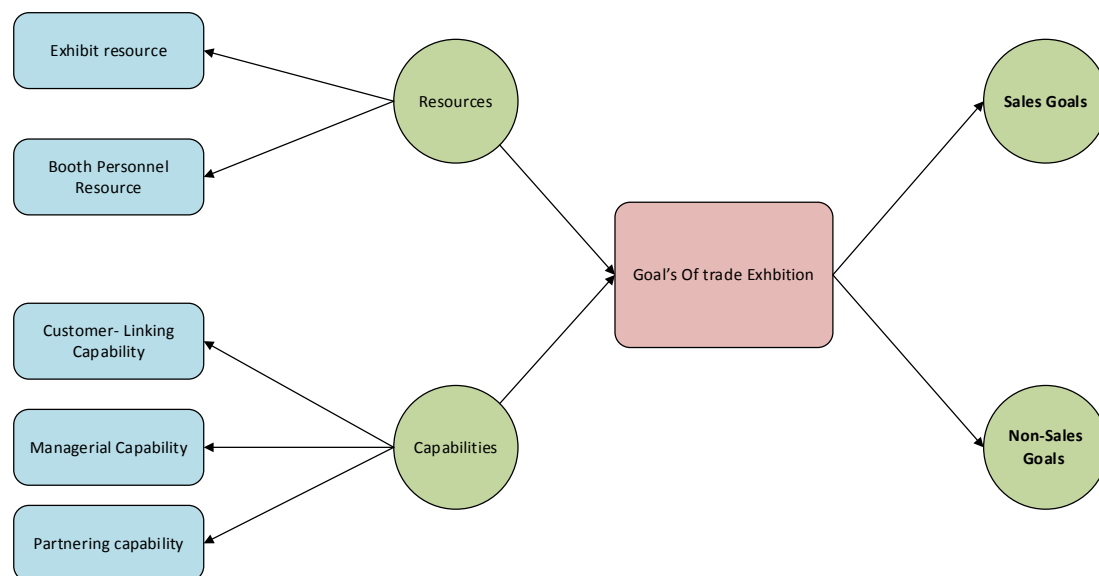 Exhibit resource
Booth Personnel
Resource
Customer- Linking
Capability
Managerial Capability
Partnering capability
Resources
Capabilities
Goal’s Of trade Exhbition
Sales Goals
Non-Sales
Goals